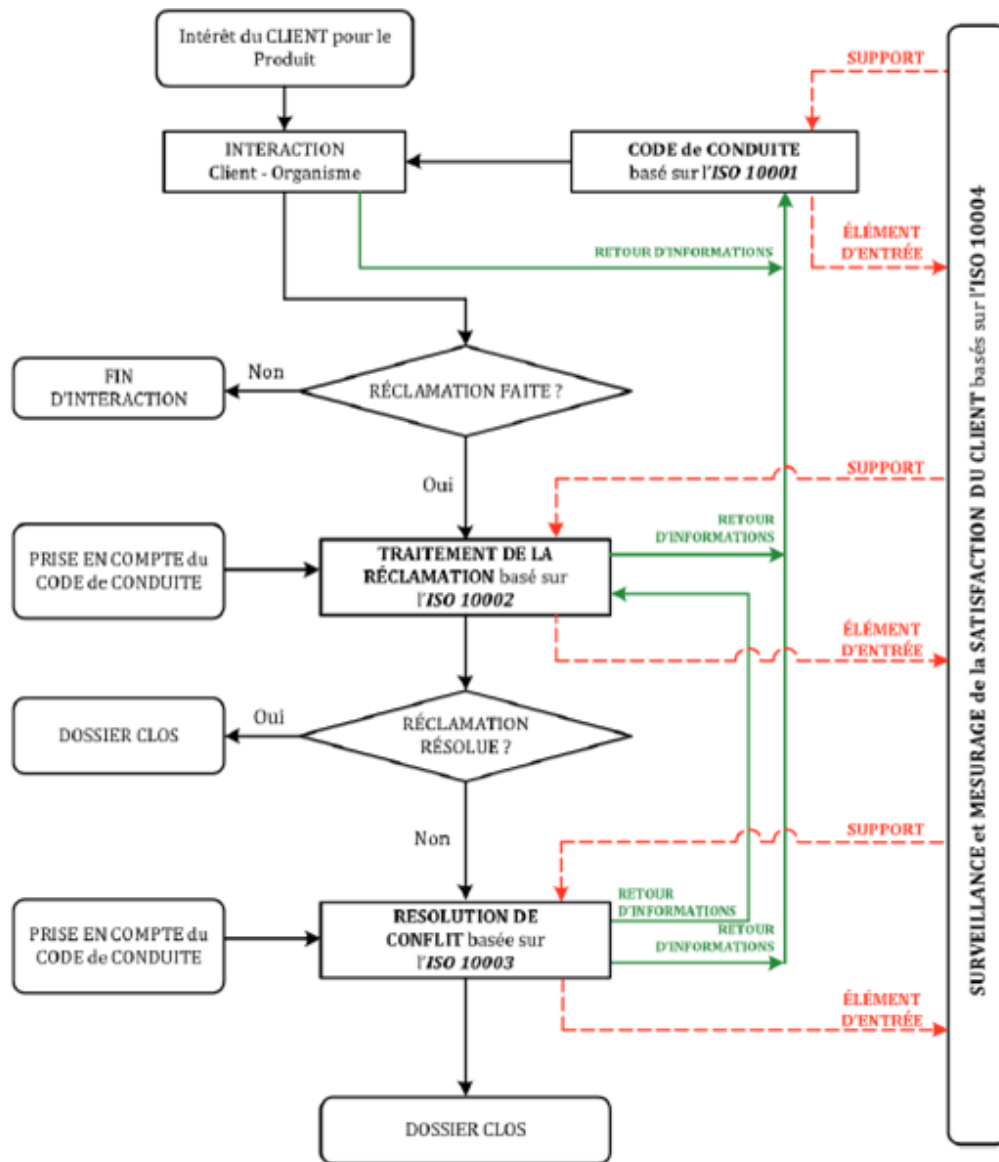 Intérêt du CLIENT pour le
Produit
SUPPORT
INTERACTION
Client - Organisme
CODE de CONDUITE
basé sur l'ISO 10001
RETOUR D'INFORMATIONS
ÉLÉMENT
D'ENTRÉE
FIN
D'INTERACTION
Non
RÉCLAMATION FAITE ?
Oui
SUPPORT
RETOUR
D'INFORMATIONS
PRISE EN COMPTE du
CODE de CONDUITE
TRAITEMENT DE LA
RÉCLAMATION basé sur
l'ISO 10002
ÉLÉMENT
D'ENTRÉE
DOSSIER CLOS
Oui
RÉCLAMATION
RÉSOLUE ?
Non
SUPPORT
PRISE EN COMPTE du
CODE de CONDUITE
RESOLUTION DE
CONFLIT basée sur
l'ISO 10003
RETOUR
D'INFORMATIONS
RETOUR
D'INFORMATIONS
ÉLÉMENT
D'ENTRÉE
DOSSIER CLOS
SURVEILLANCE et MESURAGE de la SATISFACTION DU CLIENT basés sur l'ISO 10004